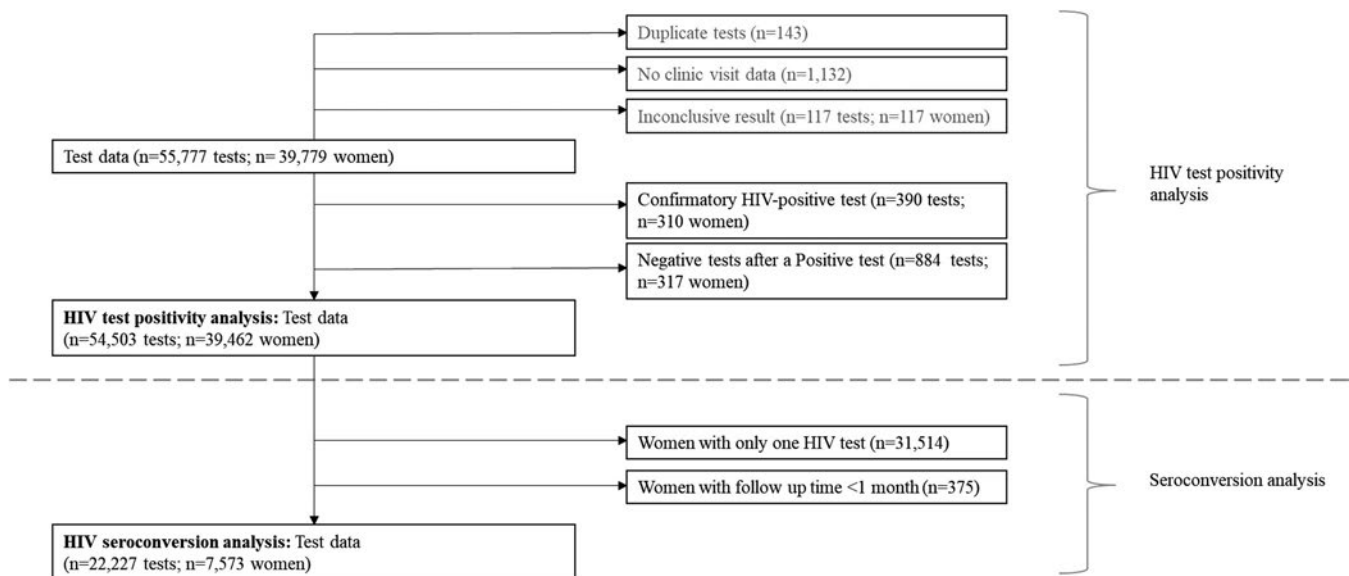 Duplicate tests (n=143)
No clinic visit data (n=1,132)
Inconclusive result (n=117 tests; n=117 women)
Test data (n=55,777 tests; n= 39,779 women)
HIV test positivity
analysis
Confirmatory HIV-positive test (n=390 tests;
n=310 women)
Negative tests after a Positive test (n=884 tests;
n=317 women)
HIV test positivity analysis: Test data
(n=54,503 tests; n=39,462 women)
Women with only one HIV test (n=31,514)
Women with follow up time <1 month (n=375)
Seroconversion analysis
HIV seroconversion analysis: Test data
(n=22,227 tests; n=7,573 women)